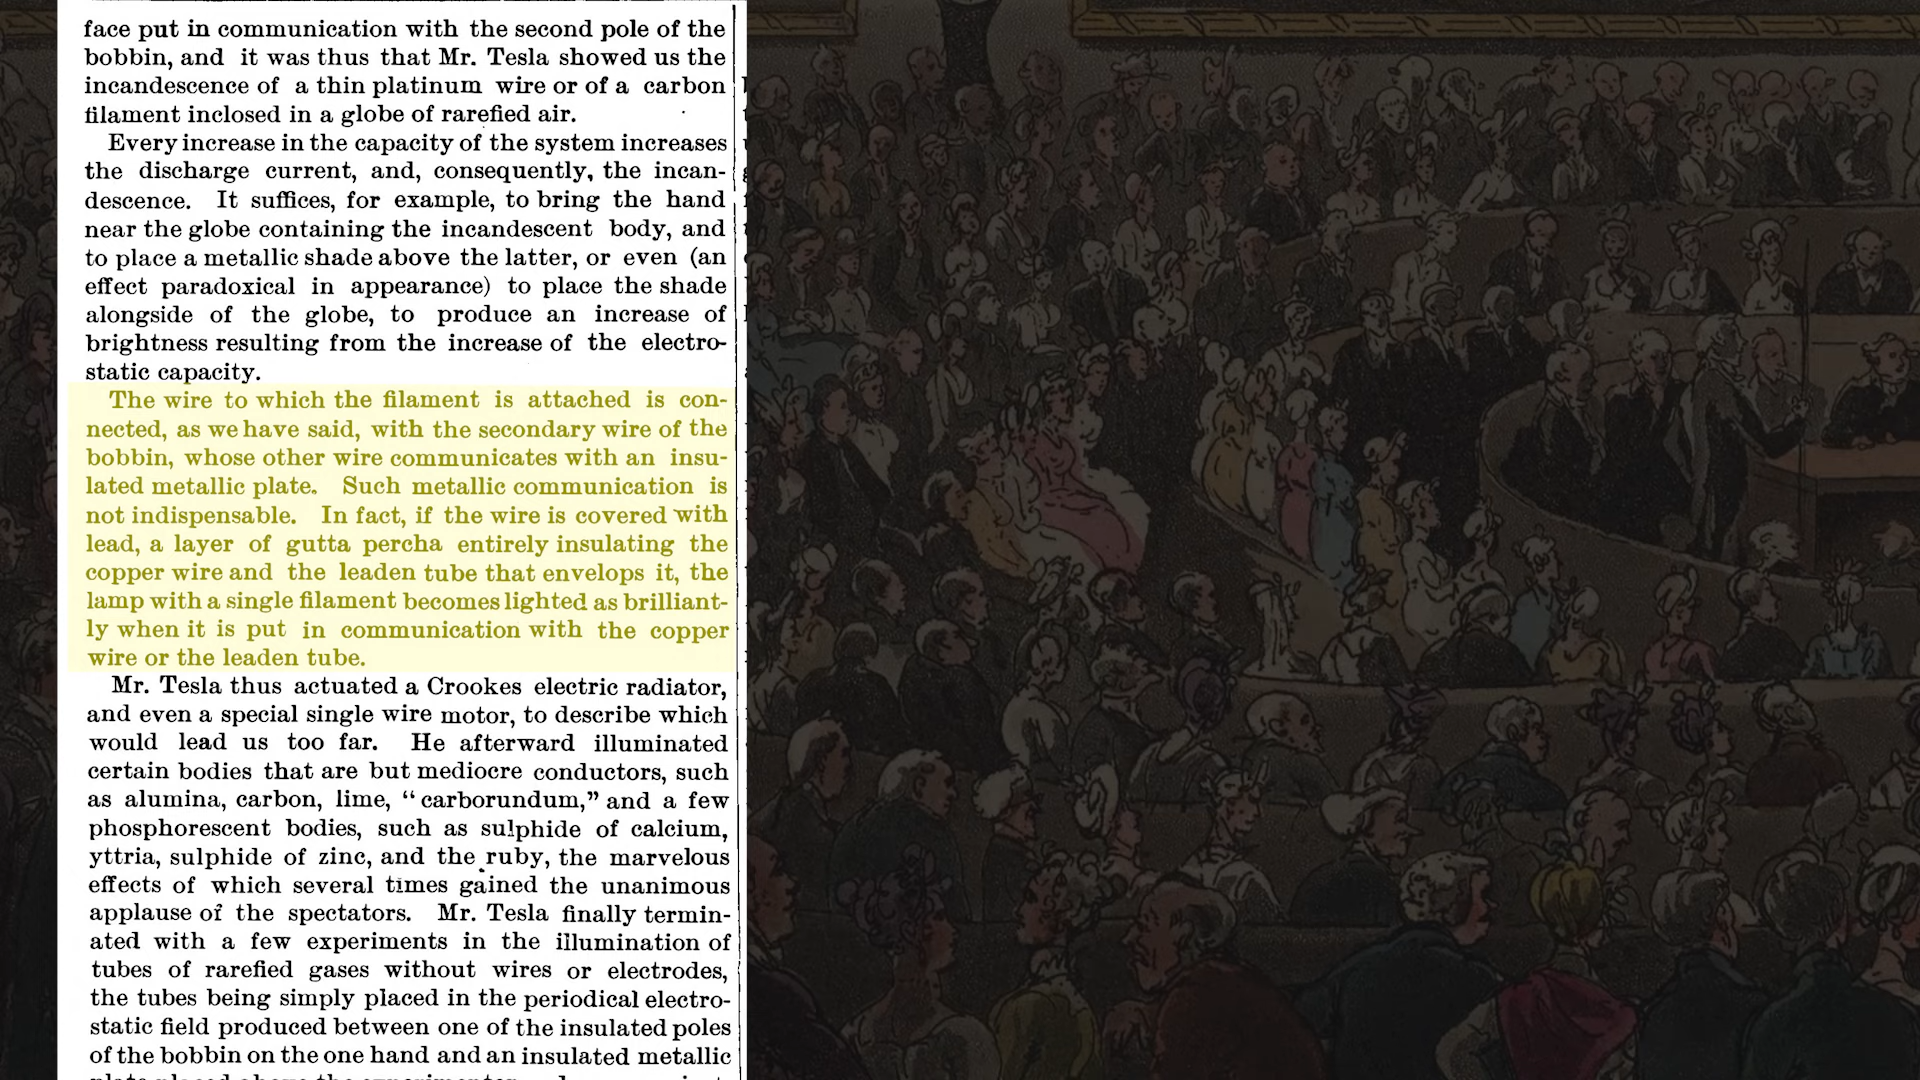 face put in communication with the second pole of the
bobbin, and it was thus that Mr. Tesla showed us the
incandescence of a thin platinum wire or of a carbon
filament inclosed in a globe of rarefied air.
Every increase in the capacity of the system increases
the discharge current, and, consequently, the incan-
descence. It suffices, for example, to bring the hand
near the globe containing the incandescent body, and
to place a metallic shade above the latter, or even (an
effect paradoxical in appearance) to place the shade
alongside of the globe, to produce an increase of
brightness resulting from the increase of the electro-
static capacity.
The wire to which the filament is attached is con-
nected, as we have said, with the secondary wire of the
bobbin, whose other wire communicates with an insu-
lated metallic plate. Such metallic communication is
not indispensable. In fact, if the wire is covered with
lead, a layer of gutta percha entirely insulating the
copper wire and the leaden tube that envelops it, the
lamp with a single filament becomes lighted as brilliant-
ly when it is put in communication with the copper
wire or the leaden tube.
Mr. Tesla thus actuated a Crookes electric radiator,
and even a special single wire motor, to describe which
would lead us too far. He afterward illuminated
certain bodies that are but mediocre conductors, such
as alumina, carbon, lime, “carborundum,” and a few
phosphorescent bodies, such as sulphide of calcium,
yttria, sulphide of zinc, and the ruby, the marvelous
effects of which several times gained the unanimous
applause of the spectators. Mr. Tesla finally termin-
ated with a few experiments in the illumination of
tubes of rarefied gases without wires or electrodes,
the tubes being simply placed in the periodical electro-
static field produced between one of the insulated poles
of the bobbin on the one hand and an insulated metallic